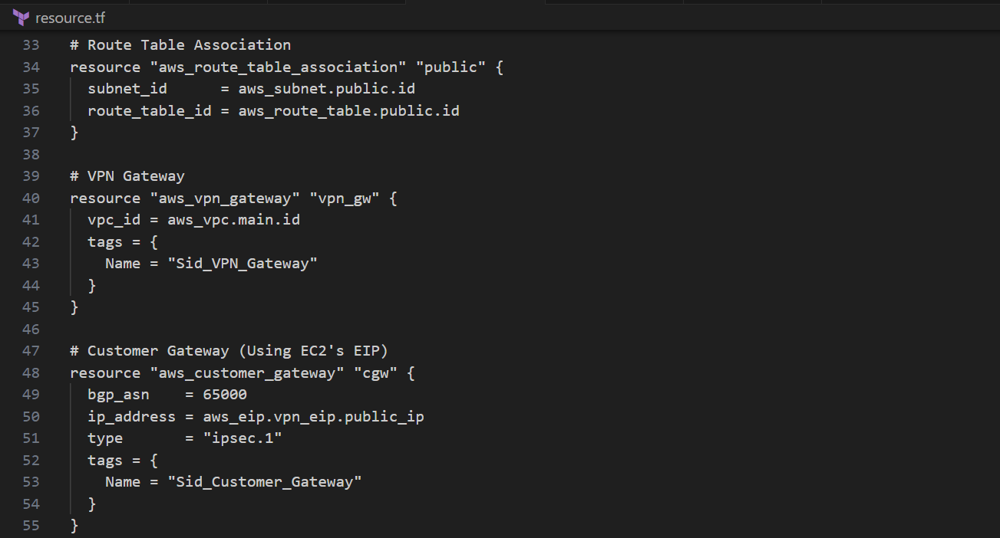 resource.tf
33 # Route Table Association
34 resource "aws_route_table_association" "public" {
35   subnet_id      = aws_subnet.public.id
36   route_table_id = aws_route_table.public.id
37 }
38
39 # VPN Gateway
40 resource "aws_vpn_gateway" "vpn_gw" {
41   vpc_id = aws_vpc.main.id
42   tags = {
43     Name = "Sid_VPN_Gateway"
44   }
45 }
46
47 # Customer Gateway (Using EC2's EIP)
48 resource "aws_customer_gateway" "cgw" {
49   bgp_asn    = 65000
50   ip_address = aws_eip.vpn_eip.public_ip
51   type       = "ipsec.1"
52   tags = {
53     Name = "Sid_Customer_Gateway"
54   }
55 }